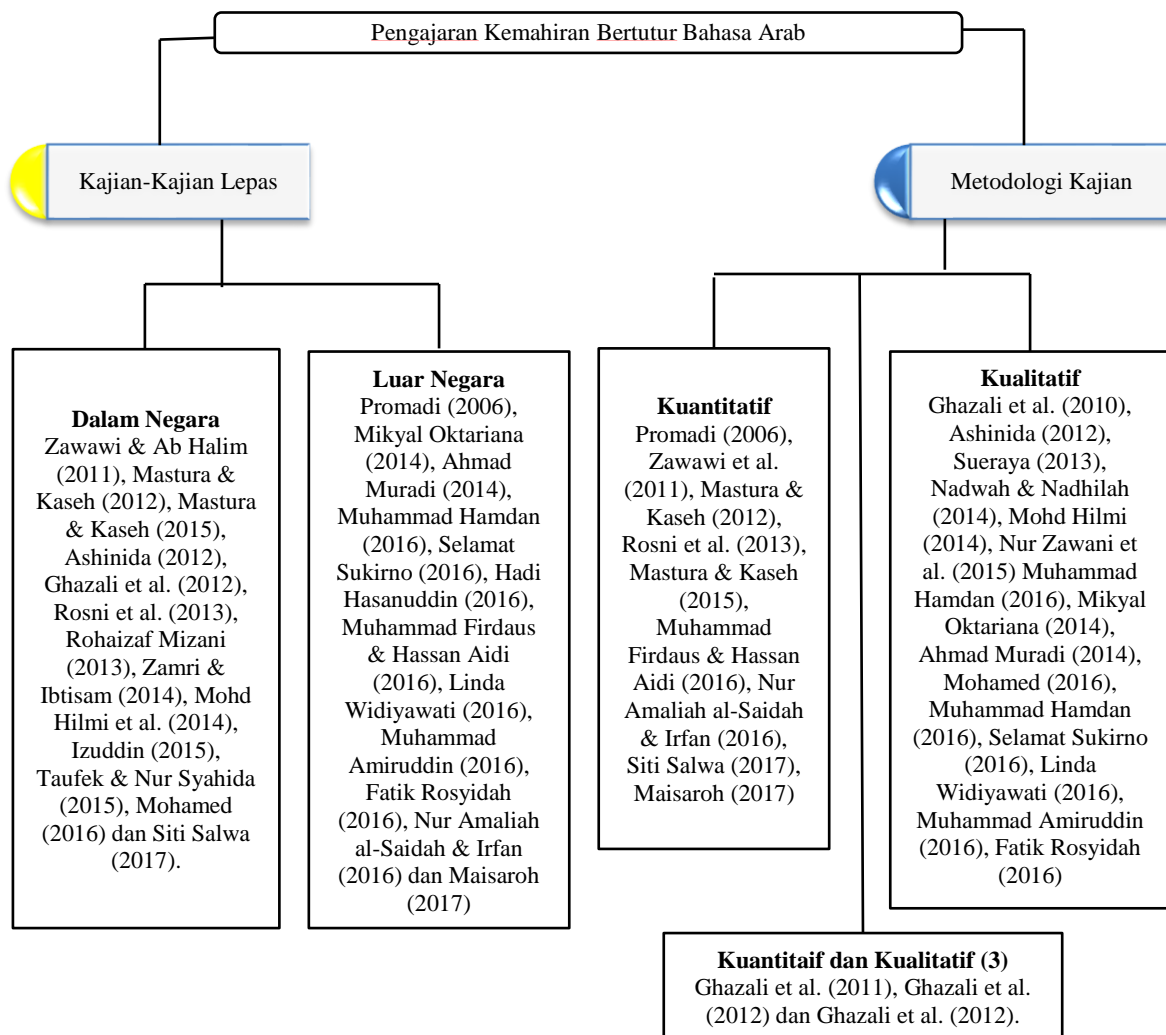 Pengajaran Kemahiran Bertutur Bahasa Arab
Kajian-Kajian Lepas
Metodologi Kajian
Dalam Negara
Zawawi & Ab Halim
(2011), Mastura &
Kaseh (2012), Mastura
& Kaseh (2015),
Ashinida (2012),
Ghazali et al. (2012),
Rosni et al. (2013),
Rohaizaf Mizani
(2013), Zamri &
Ibtisam (2014), Mohd
Hilmi et al. (2014),
Izuddin (2015),
Taufek & Nur Syahida
(2015), Mohamed
(2016) dan Siti Salwa
(2017).
Luar Negara
Promadi (2006),
Mikyal Oktariana
(2014), Ahmad
Muradi (2014),
Muhammad Hamdan
(2016), Selamat
Sukirno (2016), Hadi
Hasanuddin (2016),
Muhammad Firdaus
& Hassan Aidi
(2016), Linda
Widiyawati (2016),
Muhammad
Amiruddin (2016),
Fatik Rosyidah
(2016), Nur Amaliah
al-Saidah & Irfan
(2016) dan Maisaroh
(2017)
Kuantitatif
Promadi (2006),
Zawawi et al.
(2011), Mastura &
Kaseh (2012),
Rosni et al. (2013),
Mastura & Kaseh
(2015),
Muhammad
Firdaus & Hassan
Aidi (2016), Nur
Amaliah al-Saidah
& Irfan (2016),
Siti Salwa (2017),
Maisaroh (2017)
Kualitatif
Ghazali et al. (2010),
Ashinida (2012),
Sueraya (2013),
Nadwah & Nadhilah
(2014), Mohd Hilmi
(2014), Nur Zawani et
al. (2015) Muhammad
Hamdan (2016), Mikyal
Oktariana (2014),
Ahmad Muradi (2014),
Mohamed (2016),
Muhammad Hamdan
(2016), Selamat Sukirno
(2016), Linda
Widiyawati (2016),
Muhammad Amiruddin
(2016), Fatik Rosyidah
(2016)
Kuantitaif dan Kualitatif (3)
Ghazali et al. (2011), Ghazali et al.
(2012) dan Ghazali et al. (2012).